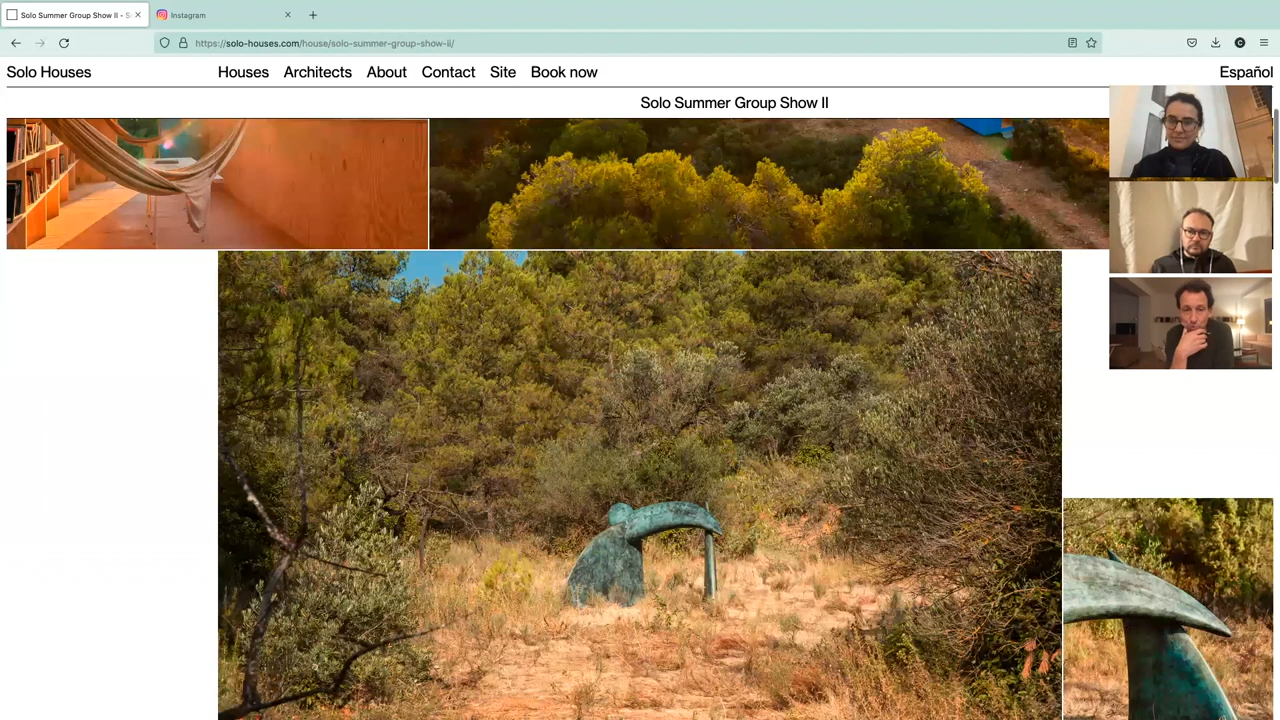 Solo Summer Group Show II - S
Instagram
https://solo-houses.com/house/solo-summer-group-show-ii/
Solo Houses
Houses
Architects
About
Contact
Site
Book now
Español
Solo Summer Group Show II